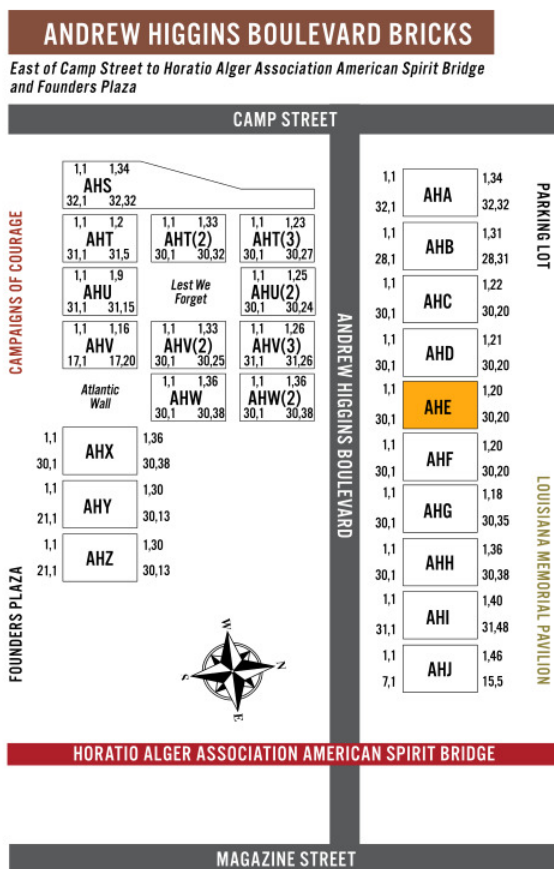 ANDREW HIGGINS BOULEVARD BRICKS
East of Camp Street to Horatio Alger Association American Spirit Bridge
and Founders Plaza
CAMP STREET
CAMPAIGNS OF COURAGE
FOUNDERS PLAZA
1,1 1,34
AHS
32,1 32,32
1,1 1,2
AHT
31,1 31,5
1,1 1,33
AHT(2)
30,1 30,32
1,1 1,23
AHT(3)
30,1 30,27
1,1 1,9
AHU
31,1 31,15
Lest We
Forget
1,1 1,25
AHU(2)
30,1 30,24
1,1 1,16
AHV
17,1 17,20
1,1 1,33
AHV(2)
30,1 30,25
1,1 1,26
AHV(3)
31,1 31,26
Atlantic
Wall
1,1 1,36
AHW
30,1 30,38
1,1 1,36
AHW(2)
30,1 30,38
1,1 1,36
AHX
30,1 30,38
1,1 1,30
AHY
21,1 30,13
1,1 1,30
AHZ
21,1 30,13
W
N
S
E
ANDREW HIGGINS BOULEVARD
1,1 1,34
AHA
32,1 32,32
1,1 1,31
AHB
28,1 28,31
1,1 1,22
AHC
30,1 30,20
1,1 1,21
AHD
30,1 30,20
1,1 1,20
AHE
30,1 30,20
1,1 1,20
AHF
30,1 30,20
1,1 1,18
AHG
30,1 30,35
1,1 1,36
AHH
30,1 30,38
1,1 1,40
AHI
31,1 31,48
1,1 1,46
AHJ
7,1 15,5
PARKING LOT
LOUISIANA MEMORIAL PAVILION
HORATIO ALGER ASSOCIATION AMERICAN SPIRIT BRIDGE
MAGAZINE STREET